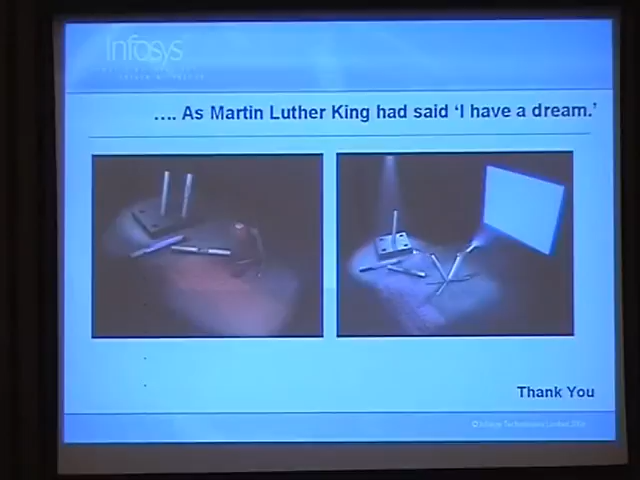 Infosys
.... As Martin Luther King had said ‘I have a dream.’
Thank You